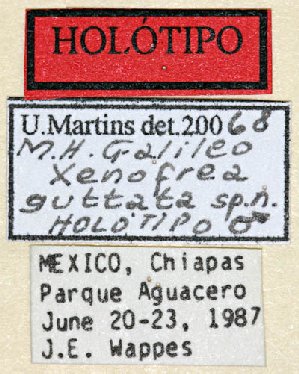 HOLÓTIPO
U.Martins det.20068
M.H. Galileo
Xenofrea
guttata sp.n.
HOLÓTIPO ♂
MEXICO, Chiapas
Parque Aguacero
June 20-23, 1987
J.E. Wappes